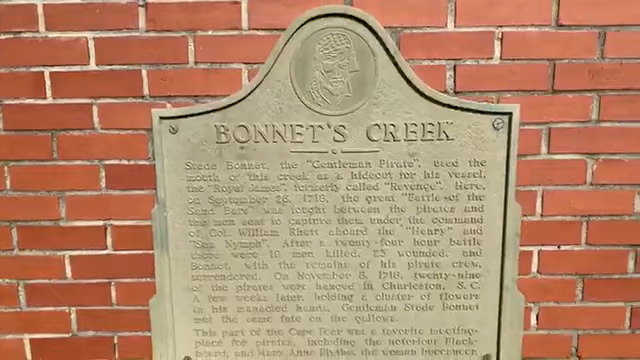 BONNET'S CREEK
Stede Bonnet, the "Gentleman Pirate", used the
mouth of this creek as a hideout for his vessel,
the "Royal James", formerly called "Revenge". Here,
on September 26, 1718, the great "Battle of the
Sand Bars" was fought between the pirates and
the men sent to capture them under the command
of Col. William Rhett aboard the "Henry" and
"Sea Nymph". After a twenty-four hour battle
there were 19 men killed, 23 wounded, and
Bonnet, with the remains of his pirate crew,
surrendered. On November 8, 1718, twenty-nine
of the pirates were hanged in Charleston, S. C.
A few weeks later, holding a cluster of flowers
in his manacled hands, Gentleman Stede Bonnet
met the same fate on the gallows.
This part of the Cape Fear was a favorite meeting-
place for pirates, including the notorious Black-
beard, and Mary Anne Blythe, the woman buccaneer.